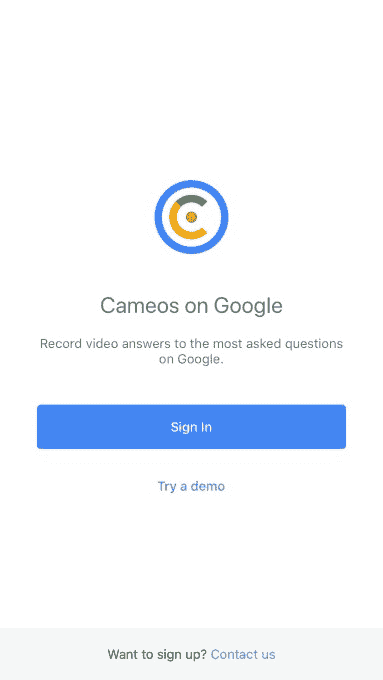 Cameos on Google
Record video answers to the most asked questions
on Google.
Sign In
Try a demo
Want to sign up? Contact us